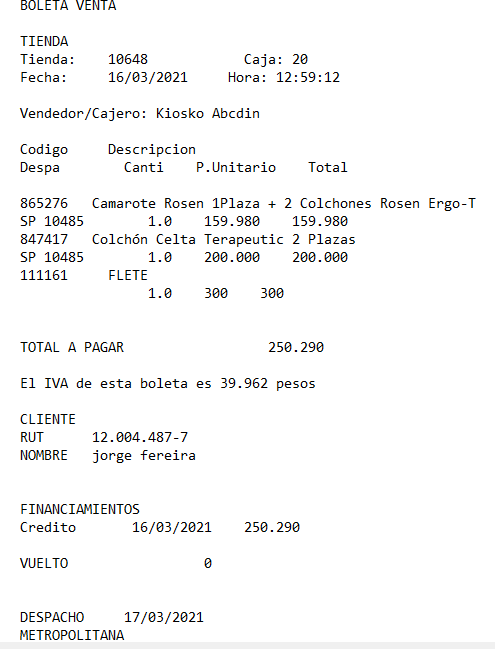 BOLETA VENTA
TIENDA
Tienda: 10648 Caja: 20
Fecha: 16/03/2021 Hora: 12:59:12
Vendedor/Cajero: Kiosko Abcdin
Codigo Descripcion
Despa Canti P.Unitario Total
865276 Camarote Rosen 1Plaza + 2 Colchones Rosen Ergo-T
SP 10485 1.0 159.980 159.980
847417 Colchón Celta Terapeutic 2 Plazas
SP 10485 1.0 200.000 200.000
111161 FLETE
1.0 300 300
TOTAL A PAGAR 250.290
El IVA de esta boleta es 39.962 pesos
CLIENTE
RUT 12.004.487-7
NOMBRE jorge fereira
FINANCIAMIENTOS
Credito 16/03/2021 250.290
VUELTO 0
DESPACHO 17/03/2021
METROPOLITANA